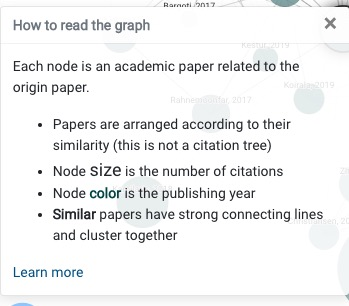 Bargoti, 2017
How to read the graph
×
Each node is an academic paper related to the
origin paper.
• Papers are arranged according to their
similarity (this is not a citation tree)
• Node size is the number of citations
• Node color is the publishing year
• Similar papers have strong connecting lines
and cluster together
Learn more